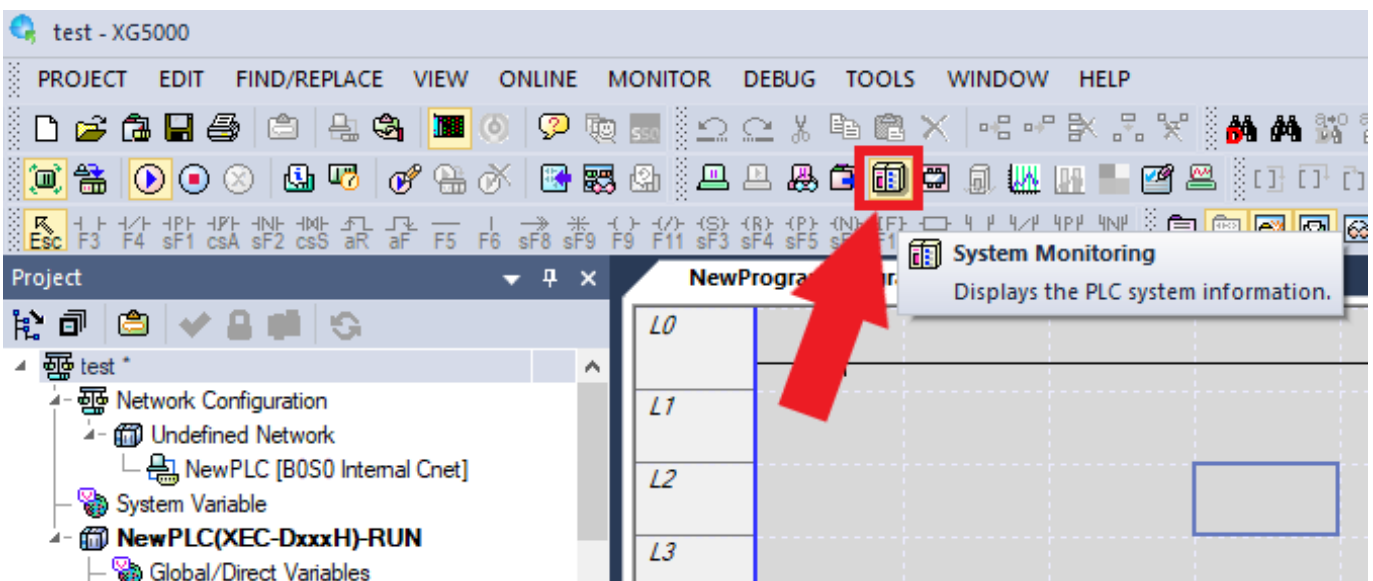 test - XG5000
PROJECT EDIT FIND/REPLACE VIEW ONLINE MONITOR DEBUG TOOLS WINDOW HELP
Esc F3 F4 sF1 csA sF2 csS aR aF F5 F6 sF8 sF9 F9 F11 sF3 sF4 sF5
System Monitoring
Displays the PLC system information.
Project
NewProgram
test *
Network Configuration
Undefined Network
NewPLC [B0S0 Internal Cnet]
System Variable
NewPLC(XEC-DxxxH)-RUN
Global/Direct Variables
L0
L1
L2
L3